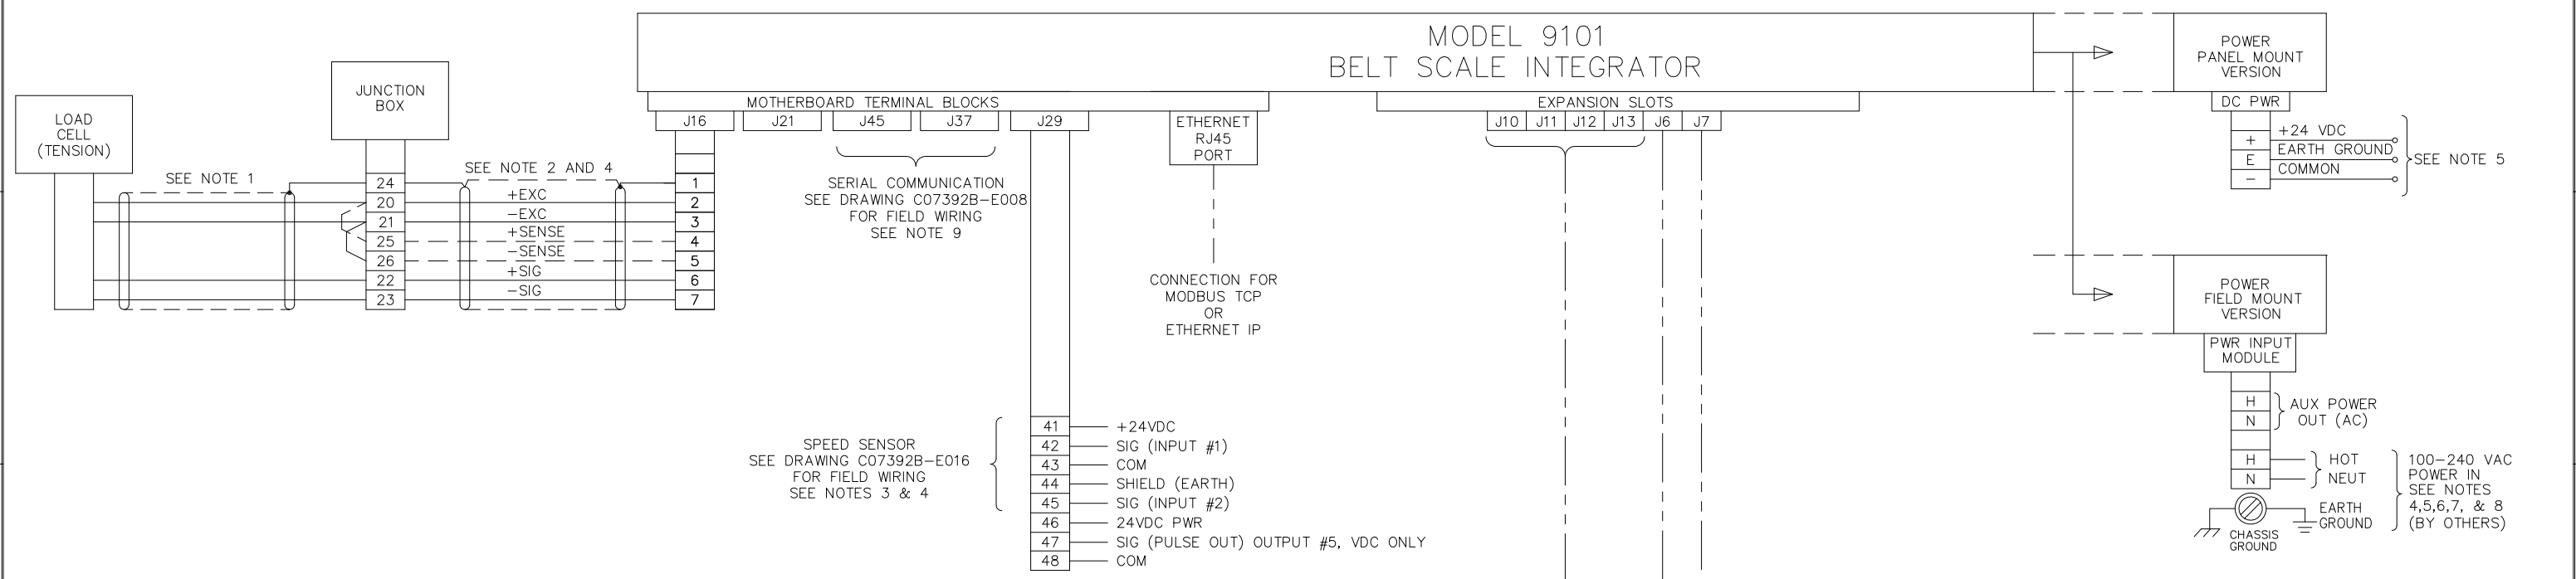 MODEL 9101
BELT SCALE INTEGRATOR
POWER
PANEL MOUNT
VERSION
DC PWR
+24 VDC
+
EARTH GROUND
E
COMMON
-
SEE NOTE 5
JUNCTION
BOX
LOAD
CELL
(TENSION)
MOTHERBOARD TERMINAL BLOCKS
J16
J21
J45
J37
J29
ETHERNET
RJ45
PORT
EXPANSION SLOTS
J10
J11
J12
J13
J6
J7
SEE NOTE 1
SEE NOTE 2 AND 4
24
20
21
25
26
22
23
+EXC
-EXC
+SENSE
-SENSE
+SIG
-SIG
1
2
3
4
5
6
7
SERIAL COMMUNICATION
SEE DRAWING C07392B-E008
FOR FIELD WIRING
SEE NOTE 9
CONNECTION FOR
MODBUS TCP
OR
ETHERNET IP
POWER
FIELD MOUNT
VERSION
PWR INPUT
MODULE
H
N
AUX POWER
OUT (AC)
H
N
HOT
NEUT
100-240 VAC
POWER IN
SEE NOTES
4,5,6,7, & 8
(BY OTHERS)
EARTH
GROUND
CHASSIS
GROUND
SPEED SENSOR
SEE DRAWING C07392B-E016
FOR FIELD WIRING
SEE NOTES 3 & 4
41 +24VDC
42 SIG (INPUT #1)
43 COM
44 SHIELD (EARTH)
45 SIG (INPUT #2)
46 24VDC PWR
47 SIG (PULSE OUT) OUTPUT #5, VDC ONLY
48 COM